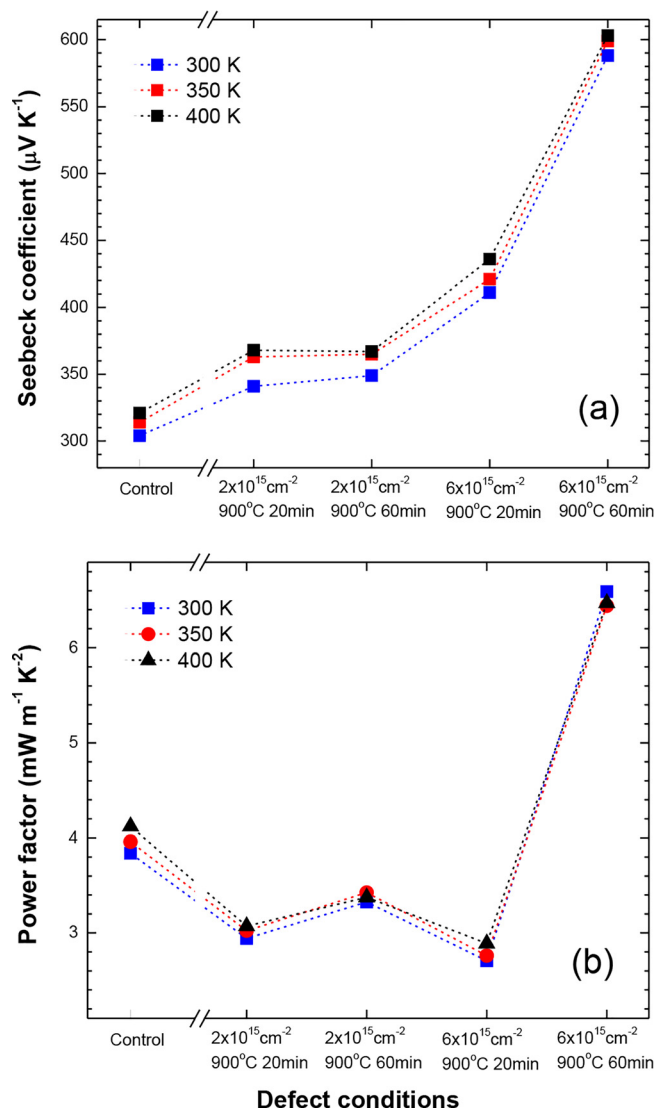 600
550
500
450
400
350
300
Seebeck coefficient (μV K⁻¹)
300 K
350 K
400 K
(a)
Control
2x10¹⁵cm⁻²
900°C 20min
2x10¹⁵cm⁻²
900°C 60min
6x10¹⁵cm⁻²
900°C 20min
6x10¹⁵cm⁻²
900°C 60min
6
5
4
3
Power factor (mW m⁻¹ K⁻²)
300 K
350 K
400 K
(b)
Control
2x10¹⁵cm⁻²
900°C 20min
2x10¹⁵cm⁻²
900°C 60min
6x10¹⁵cm⁻²
900°C 20min
6x10¹⁵cm⁻²
900°C 60min
Defect conditions